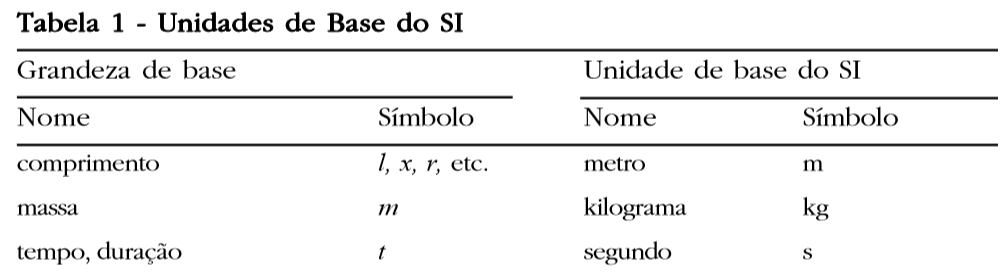 Tabela 1 - Unidades de Base do SI
Grandeza de base Unidade de base do SI
Nome Símbolo Nome Símbolo
comprimento l, x, r, etc. metro m
massa m kilograma kg
tempo, duração t segundo s